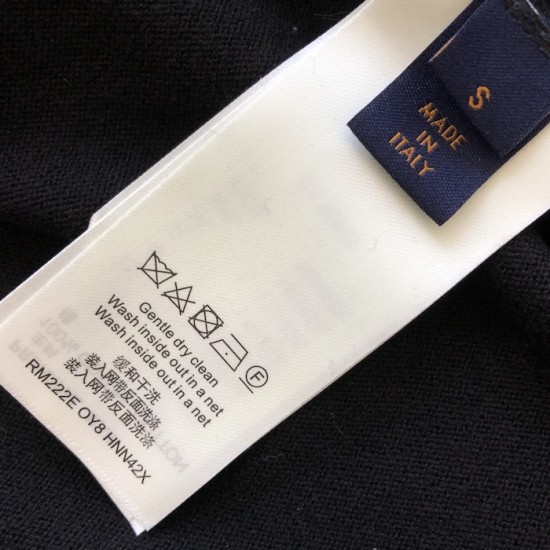 S
MADE
IN
ITALY
Gentle dry clean
Wash inside out in a net
Wash inside out in a net
缓和干洗
装入网带反面洗涤
装入网带反面洗涤
RM222E OY8 HNN42X